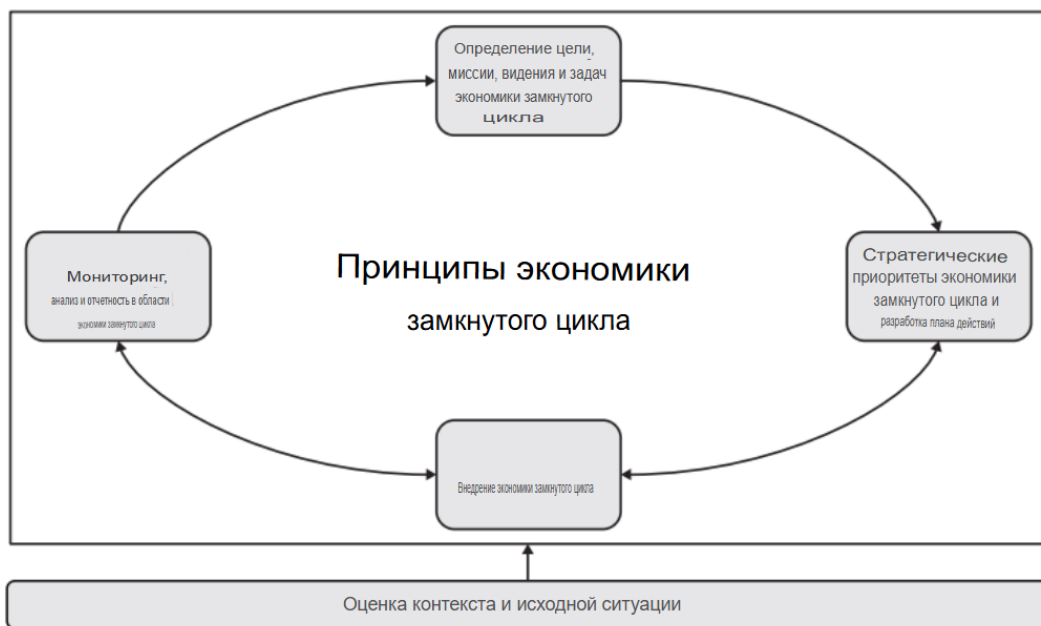 Определение цели,
миссии, видения и задач
экономики замкнутого
цикла
Мониторинг,
анализ и отчетность в области
экономики замкнутого цикла
Принципы экономики
замкнутого цикла
Стратегические
приоритеты экономики
замкнутого цикла и
разработка плана действий
Внедрение экономики замкнутого цикла
Оценка контекста и исходной ситуации